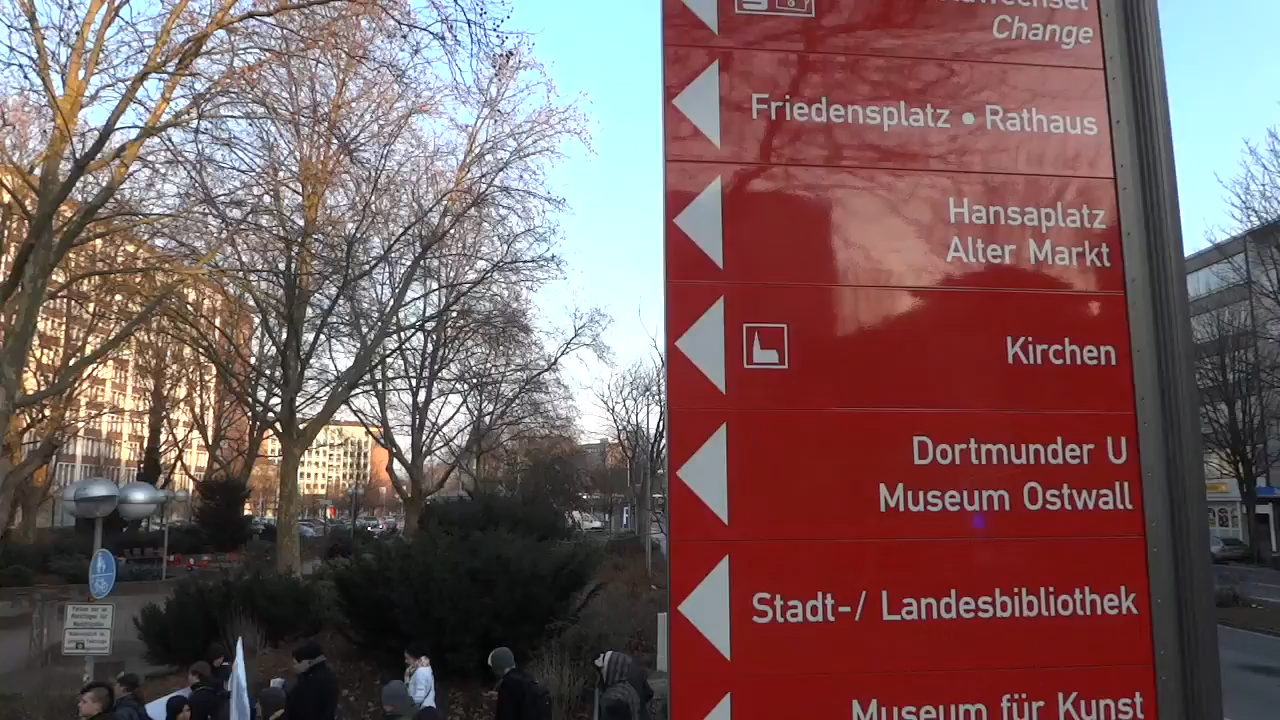 Change
Friedensplatz • Rathaus
Hansaplatz
Alter Markt
Kirchen
Dortmunder U
Museum Ostwall
Stadt-/ Landesbibliothek
Museum für Kunst